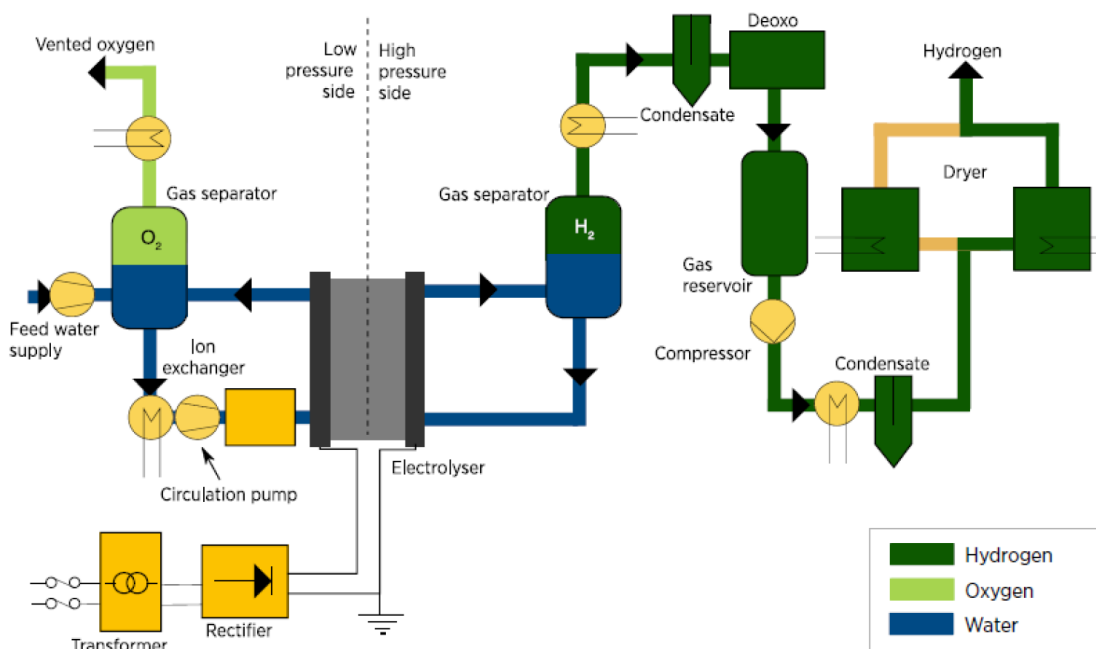 Vented oxygen
Low
pressure
side
High
pressure
side
Deoxo
Hydrogen
Condensate
Gas separator
Gas separator
Dryer
O2
H2
Gas
reservoir
Feed water
supply
Ion
exchanger
Compressor
Condensate
Electrolyser
Circulation pump
Transformer
Rectifier
Hydrogen
Oxygen
Water